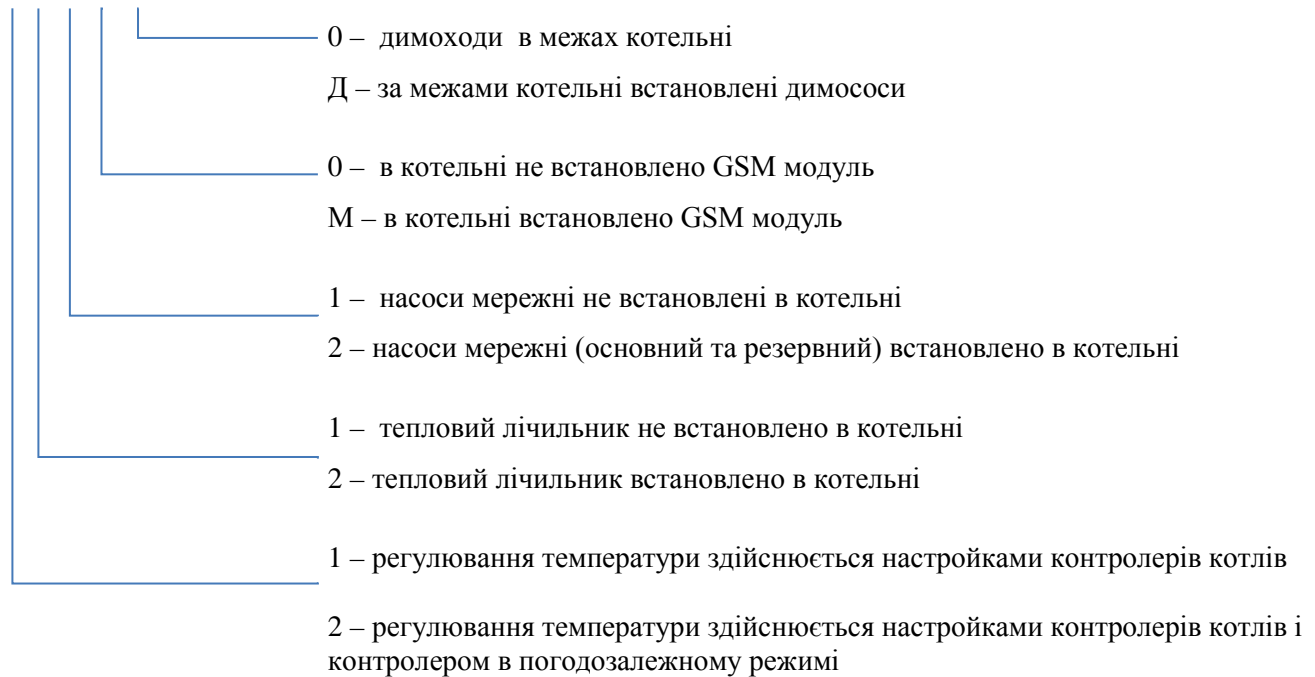 0 – димоходи в межах котельні
Д – за межами котельні встановлені димососи
0 – в котельні не встановлено GSM модуль
М – в котельні встановлено GSM модуль
1 – насоси мережні не встановлені в котельні
2 – насоси мережні (основний та резервний) встановлено в котельні
1 – тепловий лічильник не встановлено в котельні
2 – тепловий лічильник встановлено в котельні
1 – регулювання температури здійснюється настройками контролерів котлів
2 – регулювання температури здійснюється настройками контролерів котлів і
контролером в погодозалежному режимі